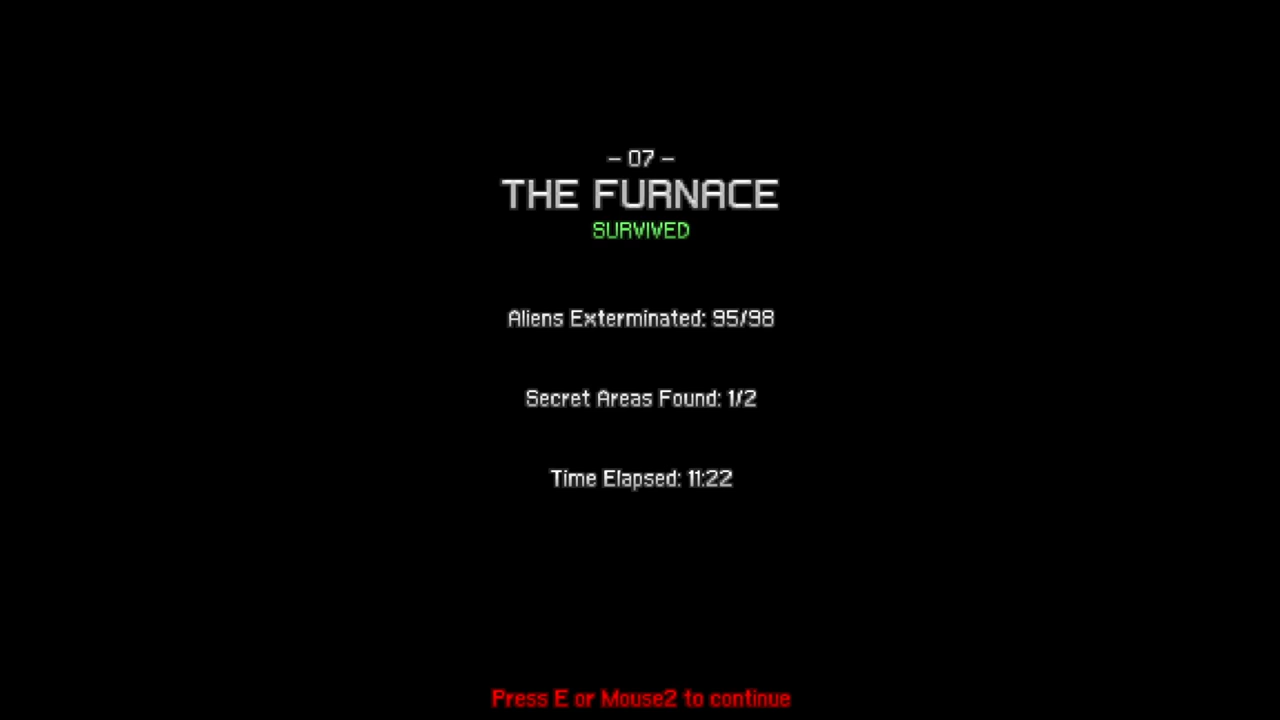 – 07 –
THE FURNACE
SURVIVED
Aliens Exterminated: 95/98
Secret Areas Found: 1/2
Time Elapsed: 11:22
Press E or Mouse2 to continue